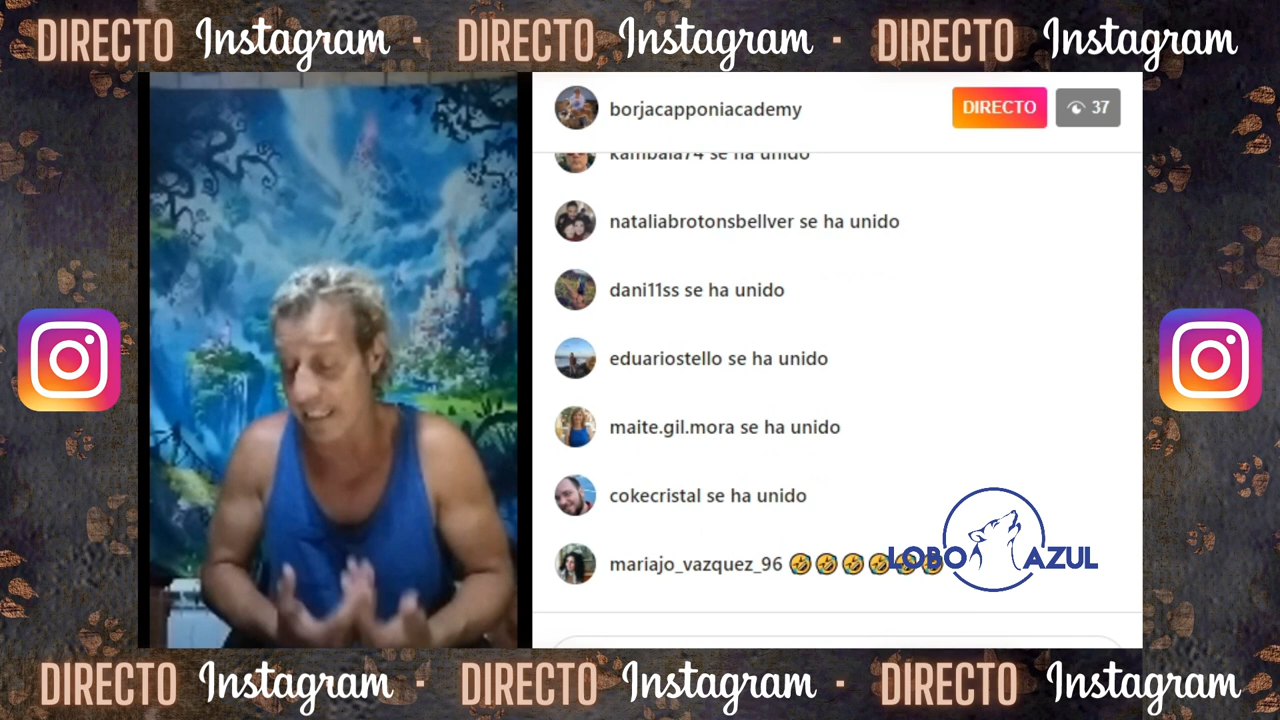 DIRECTO Instagram · DIRECTO Instagram · DIRECTO Instagram
borjacapponiacademy
DIRECTO
37
kambala74 se ha unido
nataliabrotonsbellver se ha unido
dani11ss se ha unido
eduariostello se ha unido
maite.gil.mora se ha unido
cokecristal se ha unido
mariajo_vazquez_96 🤣🤣🤣🤣🤣🤣
LOBO AZUL
DIRECTO Instagram · DIRECTO Instagram · DIRECTO Instagram